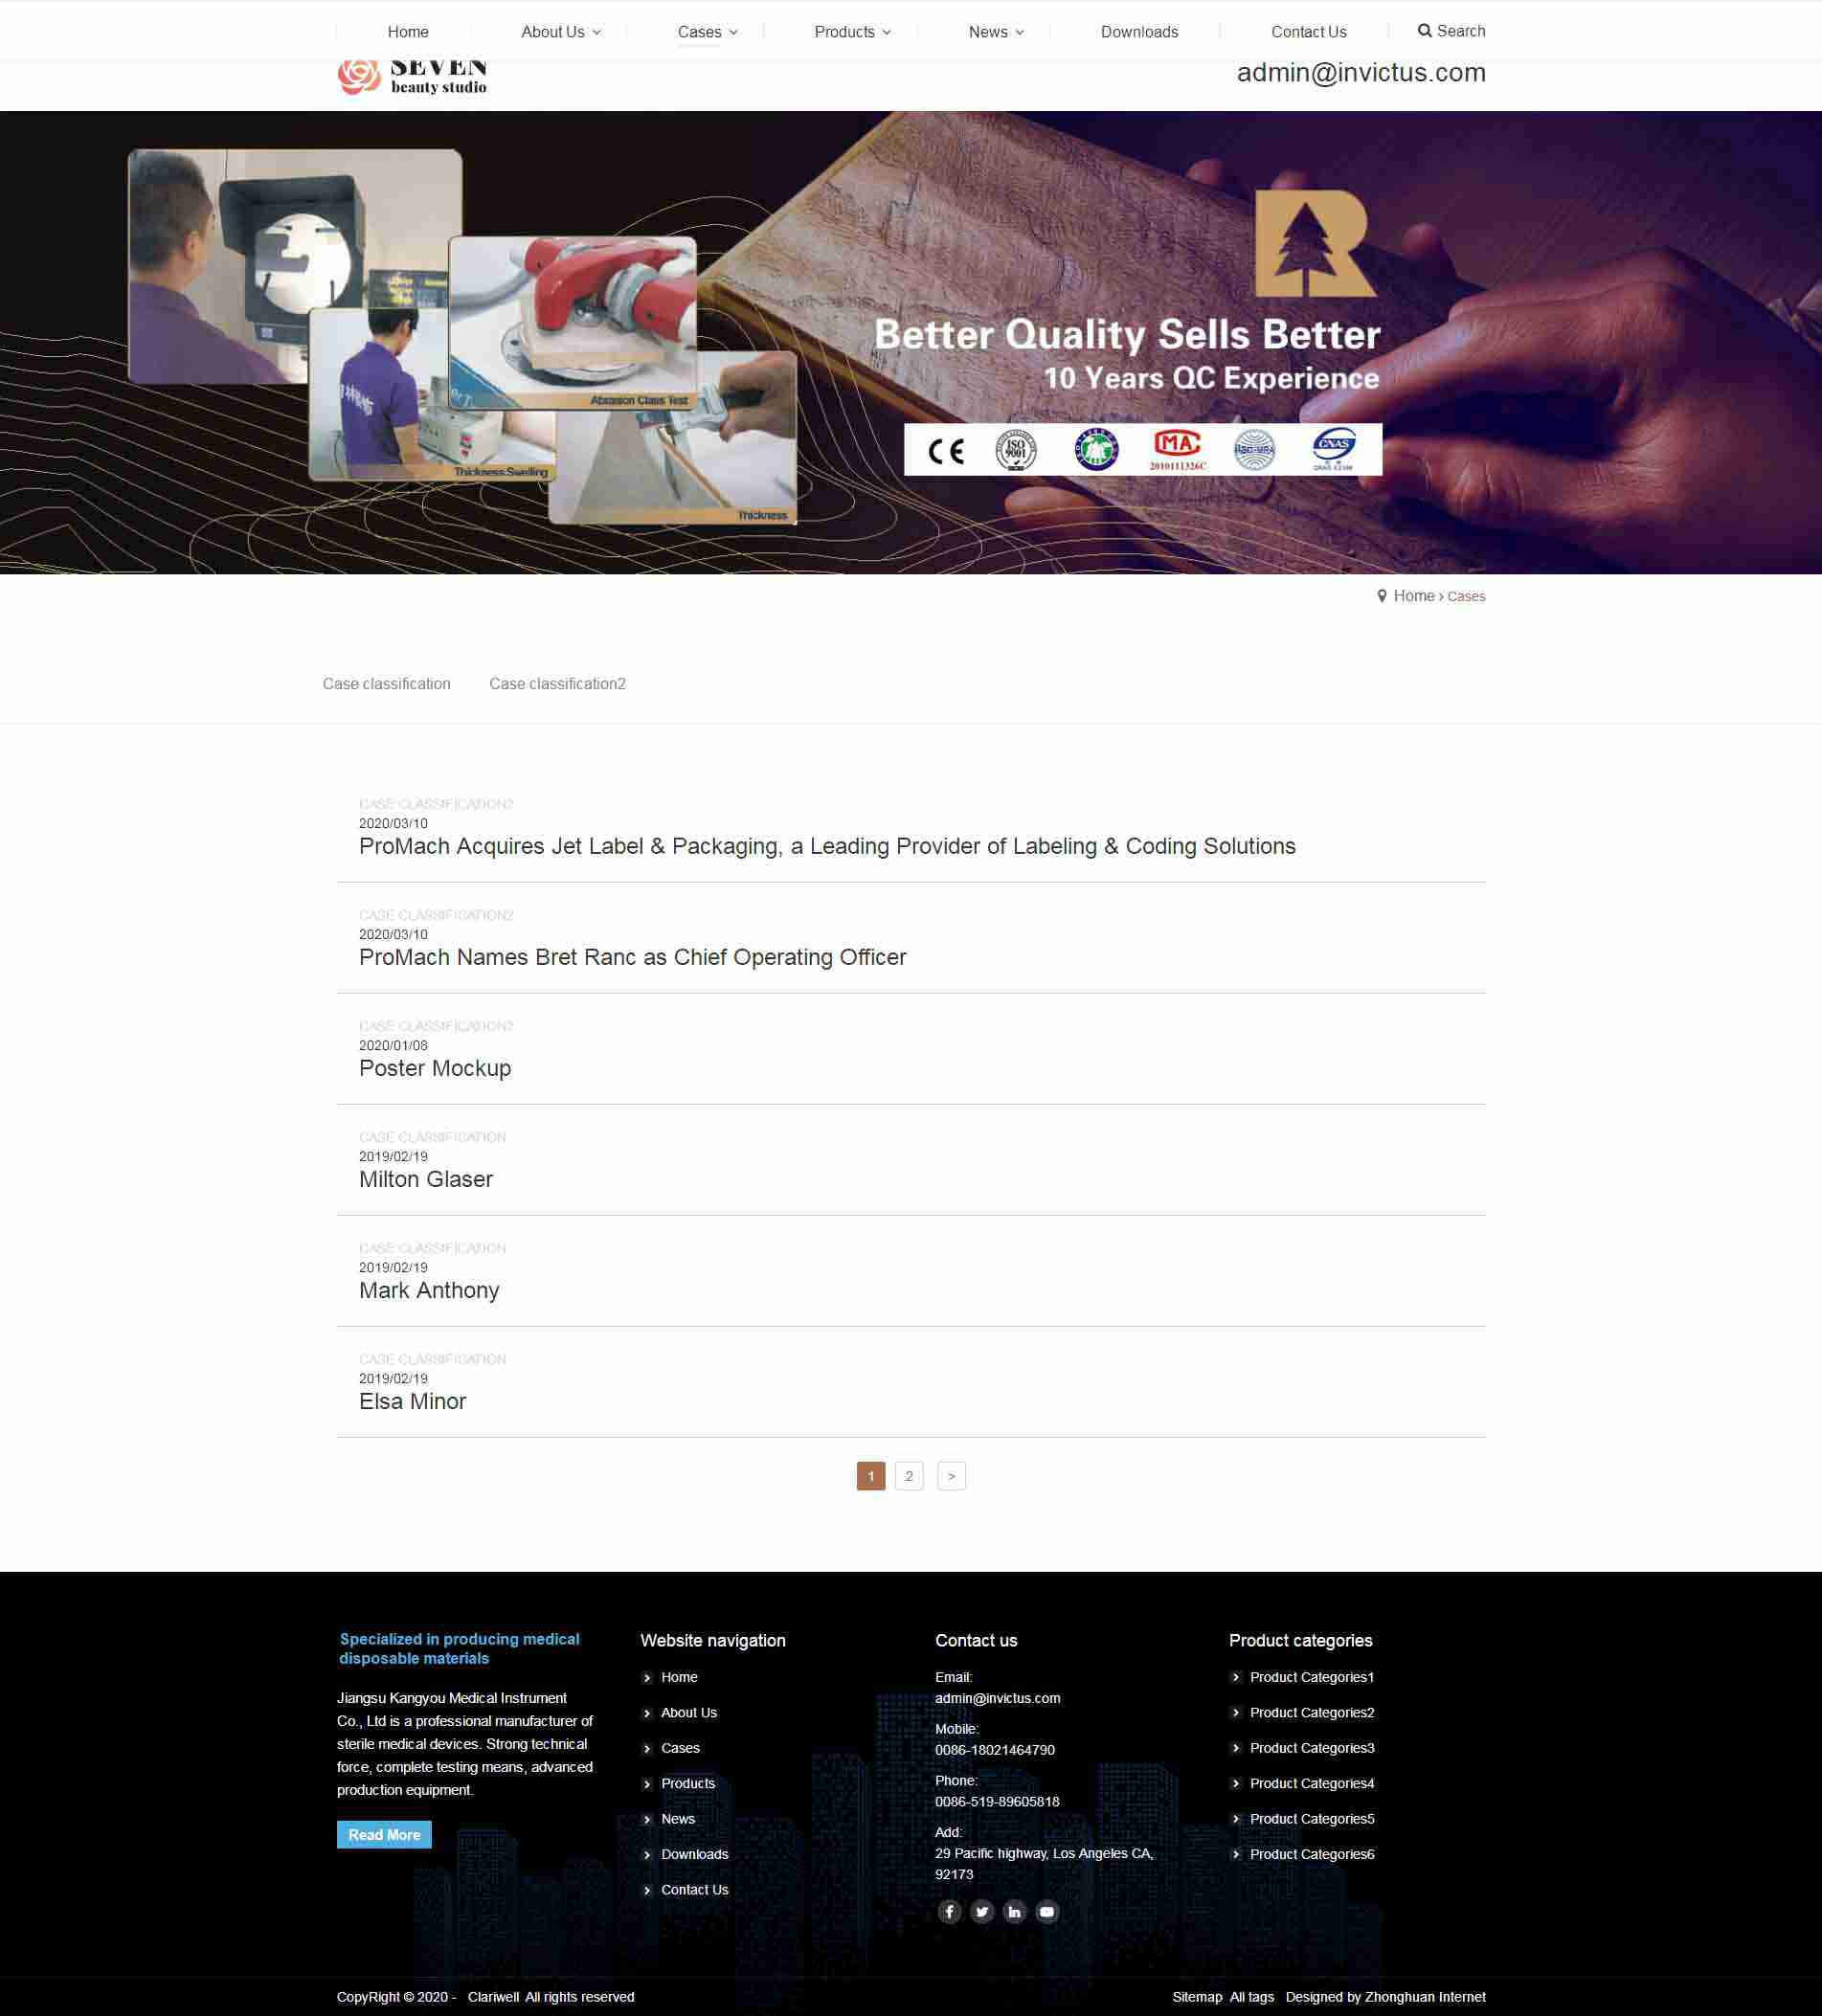 Home About Us Cases Products News Downloads Contact Us Search
SEVEN
beauty studio
admin@invictus.com
Better Quality Sells Better
10 Years QC Experience
Abrasion Class Test
Thickness Swelling
Thickness
CE ISO 9001 MA ilac-MRA CNAS
2010111326C
Home › Cases
Case classification Case classification2
CASE CLASSIFICATION2
2020/03/10
ProMach Acquires Jet Label & Packaging, a Leading Provider of Labeling & Coding Solutions
CASE CLASSIFICATION2
2020/03/10
ProMach Names Bret Ranc as Chief Operating Officer
CASE CLASSIFICATION2
2020/01/08
Poster Mockup
CASE CLASSIFICATION
2019/02/19
Milton Glaser
CASE CLASSIFICATION
2019/02/19
Mark Anthony
CASE CLASSIFICATION
2019/02/19
Elsa Minor
1 2 >
Specialized in producing medical
disposable materials
Jiangsu Kangyou Medical Instrument
Co., Ltd is a professional manufacturer of
sterile medical devices. Strong technical
force, complete testing means, advanced
production equipment.
Read More
Website navigation
Home
About Us
Cases
Products
News
Downloads
Contact Us
Contact us
Email:
admin@invictus.com
Mobile:
0086-18021464790
Phone:
0086-519-89605818
Add:
29 Pacific highway, Los Angeles CA,
92173
Product categories
Product Categories1
Product Categories2
Product Categories3
Product Categories4
Product Categories5
Product Categories6
CopyRight © 2020 - Clariwell All rights reserved
Sitemap All tags Designed by Zhonghuan Internet